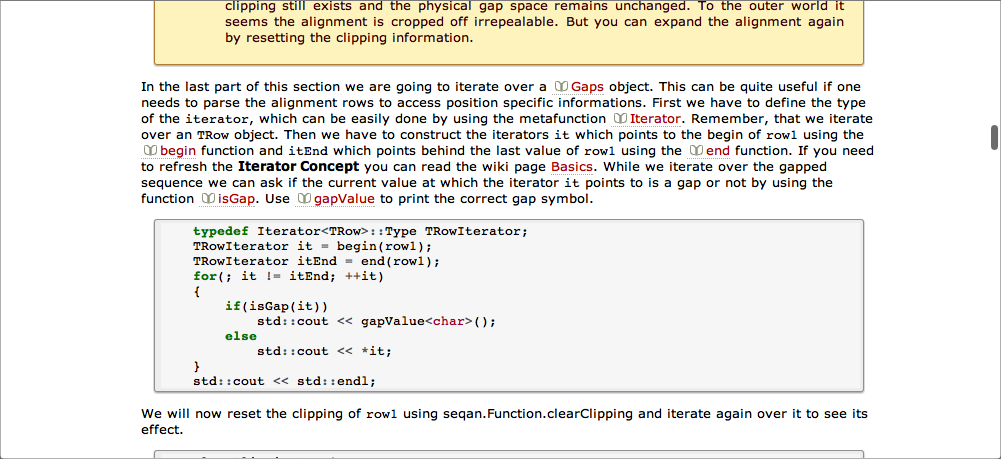 clipping still exists and the physical gap space remains unchanged. To the outer world it
seems the alignment is cropped off irrepealable. But you can expand the alignment again
by resetting the clipping information.
In the last part of this section we are going to iterate over a Gaps object. This can be quite useful if one
needs to parse the alignment rows to access position specific informations. First we have to define the type
of the iterator, which can be easily done by using the metafunction Iterator. Remember, that we iterate
over an TRow object. Then we have to construct the iterators it which points to the begin of row1 using the
begin function and itEnd which points behind the last value of row1 using the end function. If you need
to refresh the Iterator Concept you can read the wiki page Basics. While we iterate over the gapped
sequence we can ask if the current value at which the iterator it points to is a gap or not by using the
function isGap. Use gapValue to print the correct gap symbol.
typedef Iterator<TRow>::Type TRowIterator;
TRowIterator it = begin(row1);
TRowIterator itEnd = end(row1);
for(; it != itEnd; ++it)
{
if(isGap(it))
std::cout << gapValue<char>();
else
std::cout << *it;
}
std::cout << std::endl;
We will now reset the clipping of row1 using seqan.Function.clearClipping and iterate again over it to see its
effect.